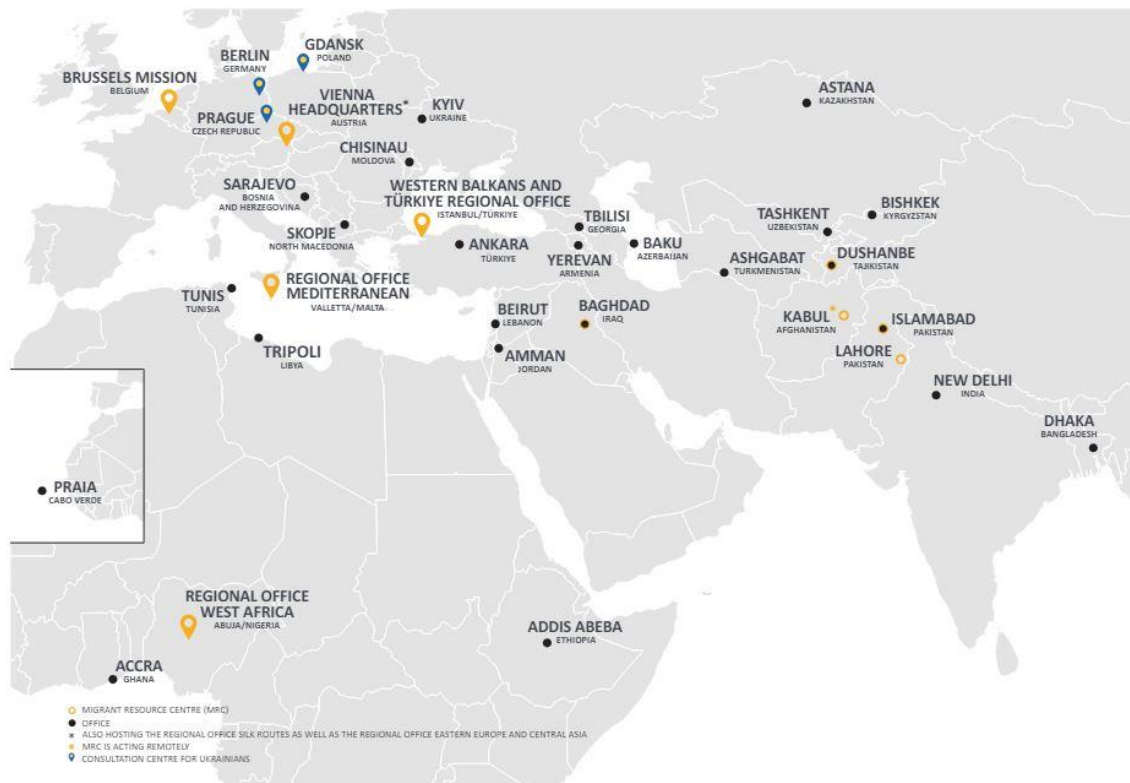 GDANSK
POLAND
BERLIN
GERMANY
BRUSSELS MISSION
BELGIUM
VIENNA
HEADQUARTERS*
AUSTRIA
PRAGUE
CZECH REPUBLIC
KYIV
UKRAINE
ASTANA
KAZAKHSTAN
CHISINAU
MOLDOVA
SARAJEVO
BOSNIA
AND HERZEGOVINA
WESTERN BALKANS AND
TÜRKIYE REGIONAL OFFICE
ISTANBUL/TÜRKIYE
SKOPJE
NORTH MACEDONIA
ANKARA
TÜRKIYE
TBILISI
GEORGIA
YEREVAN
ARMENIA
BAKU
AZERBAIJAN
TASHKENT
UZBEKISTAN
BISHKEK
KYRGYZSTAN
ASHGABAT
TURKMENISTAN
DUSHANBE
TAJIKISTAN
REGIONAL OFFICE
MEDITERRANEAN
VALLETTA/MALTA
TUNIS
TUNISIA
TRIPOLI
LIBYA
BEIRUT
LEBANON
BAGHDAD
IRAQ
AMMAN
JORDAN
KABUL*
AFGHANISTAN
ISLAMABAD
PAKISTAN
LAHORE
PAKISTAN
NEW DELHI
INDIA
DHAKA
BANGLADESH
PRAIA
CABO VERDE
REGIONAL OFFICE
WEST AFRICA
ABUJA/NIGERIA
ADDIS ABEBA
ETHIOPIA
ACCRA
GHANA
MIGRANT RESOURCE CENTRE (MRC)
OFFICE
* ALSO HOSTING THE REGIONAL OFFICE SILK ROUTES AS WELL AS THE REGIONAL OFFICE EASTERN EUROPE AND CENTRAL ASIA
* MRC IS ACTING REMOTELY
CONSULTATION CENTRE FOR UKRAINIANS